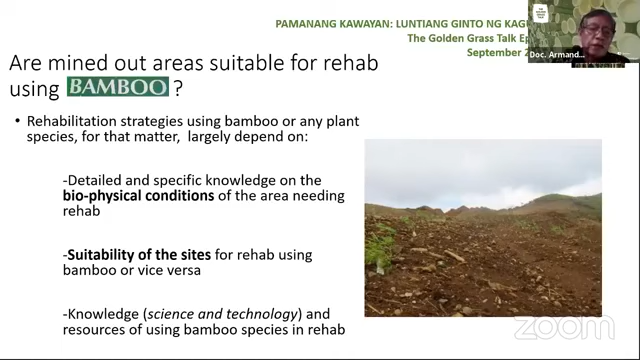 PAMANANG KAWAYAN: LUNTIANG GINTO NG KAGU
The Golden Grass Talk Ep
September 2
Doc. Armand...
Are mined out areas suitable for rehab
using BAMBOO ?
• Rehabilitation strategies using bamboo or any plant
species, for that matter, largely depend on:
-Detailed and specific knowledge on the
bio-physical conditions of the area needing
rehab
-Suitability of the sites for rehab using
bamboo or vice versa
-Knowledge (science and technology) and
resources of using bamboo species in rehab
zoom